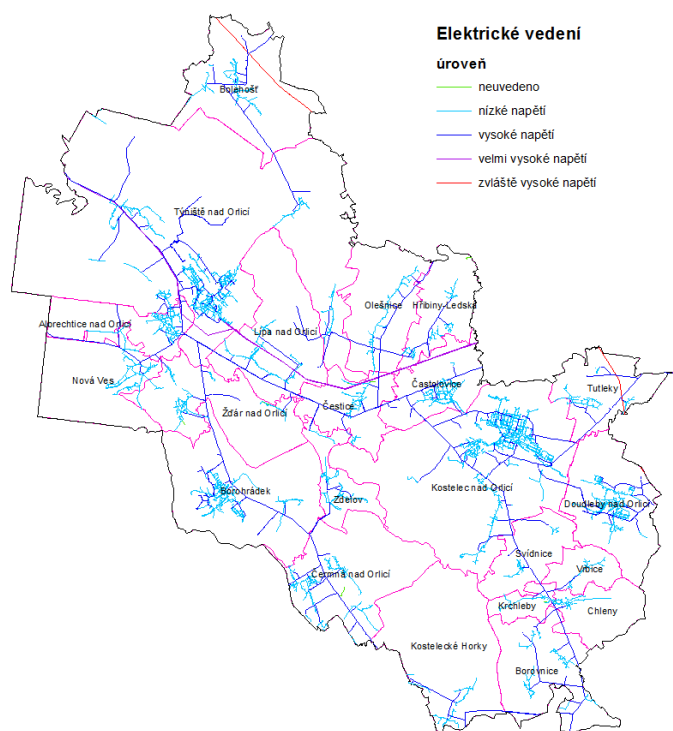 Elektrické vedení
úroveň
neuvedeno
nízké napětí
vysoké napětí
velmi vysoké napětí
zvláště vysoké napětí
Bolehošť
Týniště nad Orlicí
Olešnice
Hřibiny-Ledská
Albrechtice nad Orlicí
Lípa nad Orlicí
Nová Ves
Častolovice
Tutleky
Čestice
Žďár nad Orlicí
Kostelec nad Orlicí
Borohrádek
Zdelov
Doudleby nad Orlicí
Svídnice
Vrbice
Čermná nad Orlicí
Krchleby
Chleny
Kostelecké Horky
Borovnice